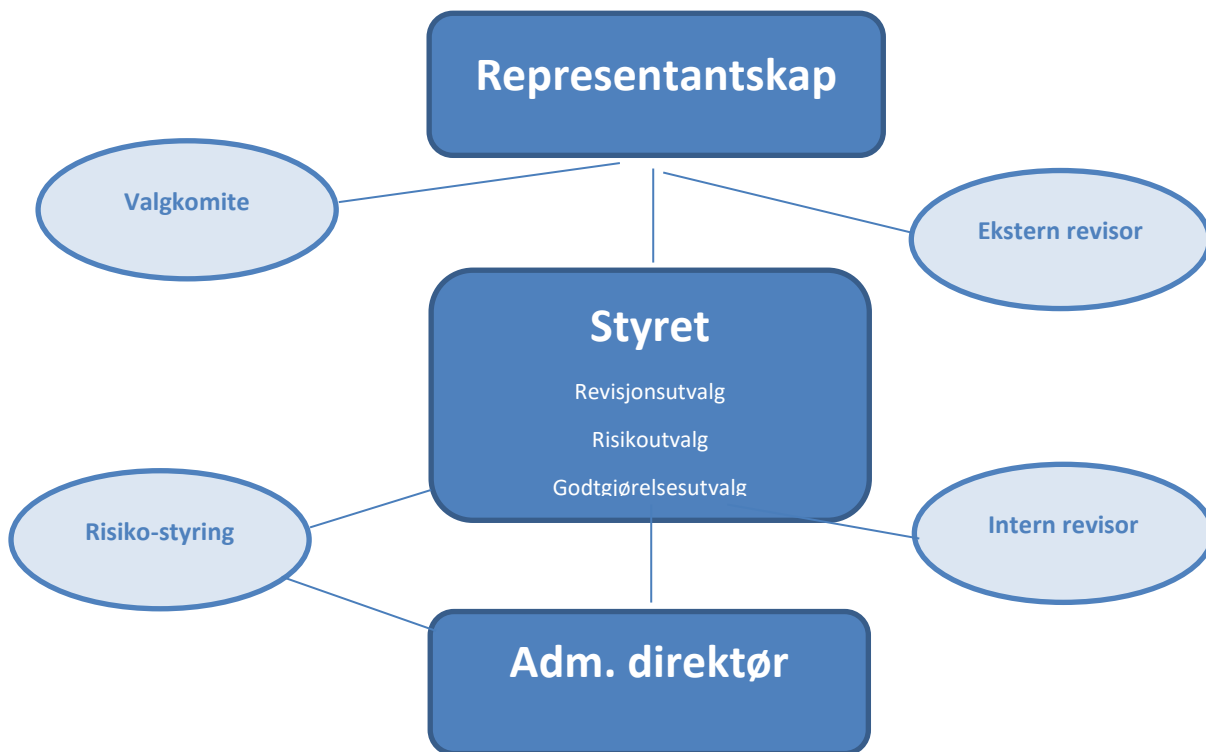 Representantskap
Valgkomite
Ekstern revisor
Styret
Revisjonsutvalg
Risikoutvalg
Godtgjørelsesutvalg
Risiko-styring
Intern revisor
Adm. direktør